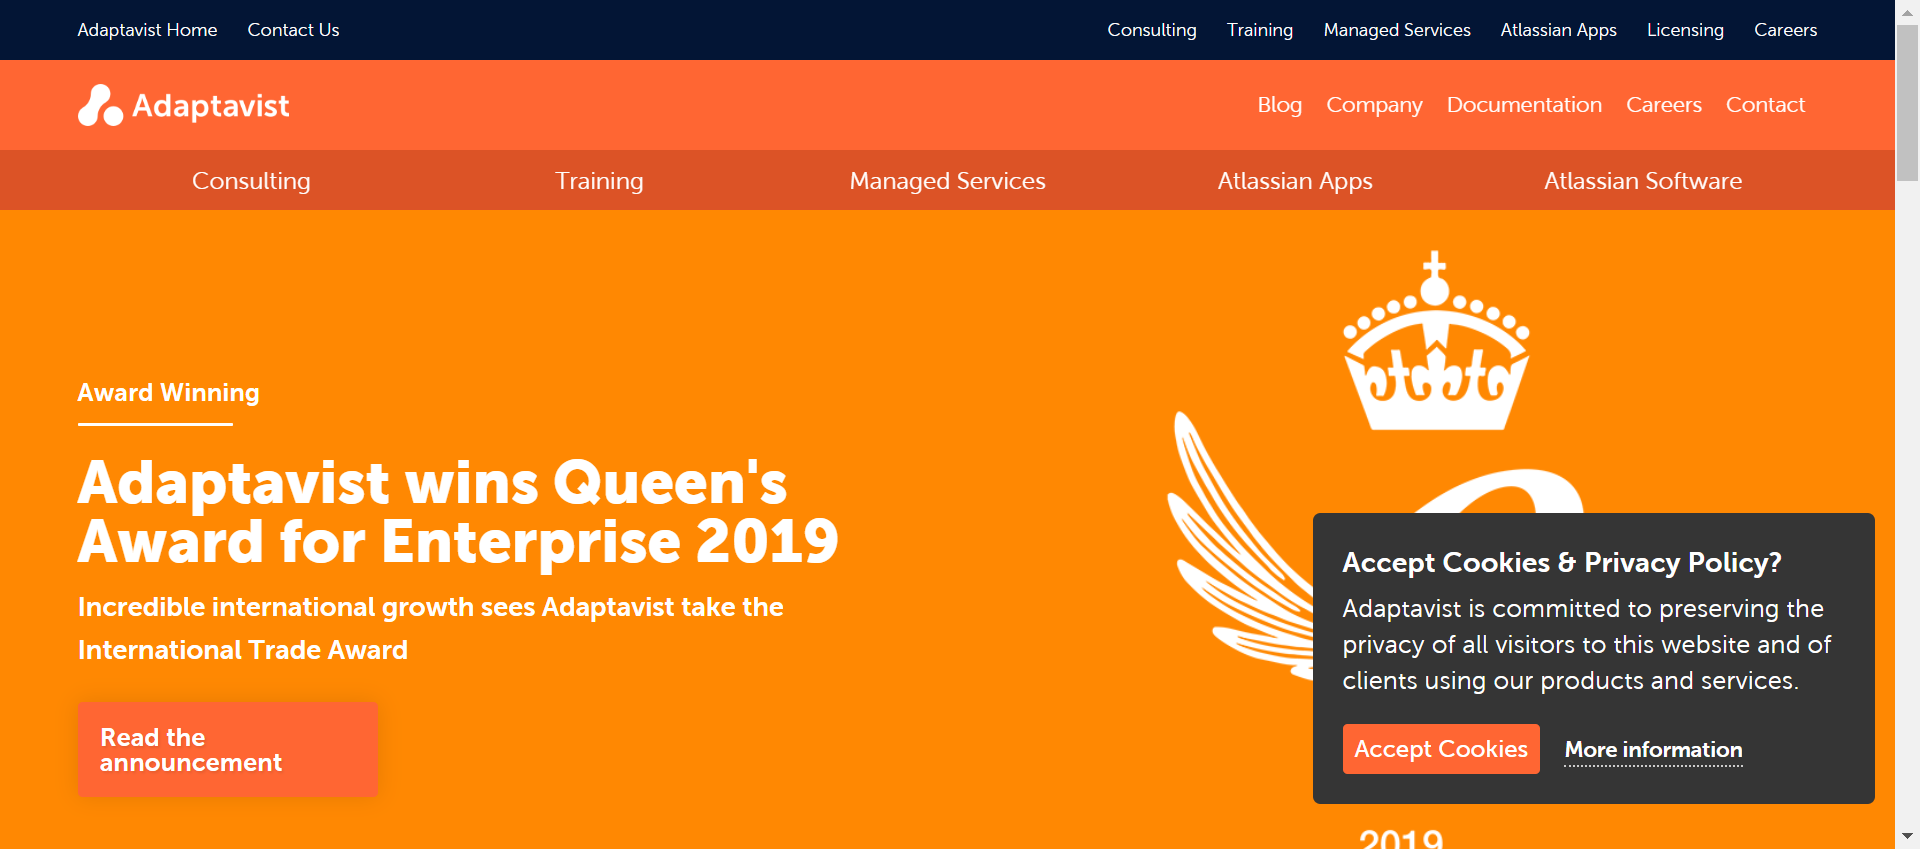 Adaptavist Home Contact Us Consulting Training Managed Services Atlassian Apps Licensing Careers
Adaptavist Blog Company Documentation Careers Contact
Consulting Training Managed Services Atlassian Apps Atlassian Software
Award Winning
Adaptavist wins Queen's
Award for Enterprise 2019
Incredible international growth sees Adaptavist take the
International Trade Award
Read the
announcement
Accept Cookies & Privacy Policy?
Adaptavist is committed to preserving the
privacy of all visitors to this website and of
clients using our products and services.
Accept Cookies More information
2019